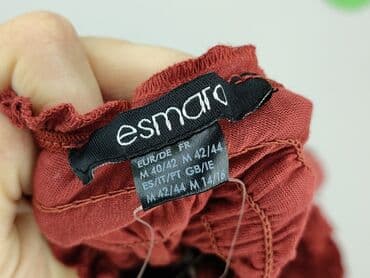 esmara
EUR/DE FR
M 40/42 M 42/44
ES/IT/PT GB/IE
M 42/44 M 14/16